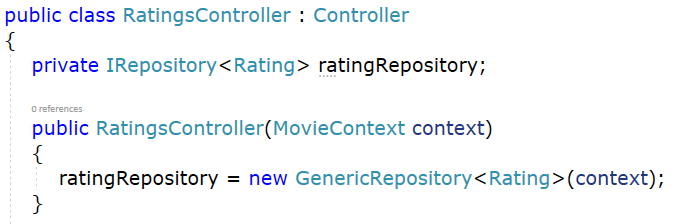 public class RatingsController : Controller
{
private IRepository<Rating> ratingRepository;
0 references
public RatingsController(MovieContext context)
{
ratingRepository = new GenericRepository<Rating>(context);
}